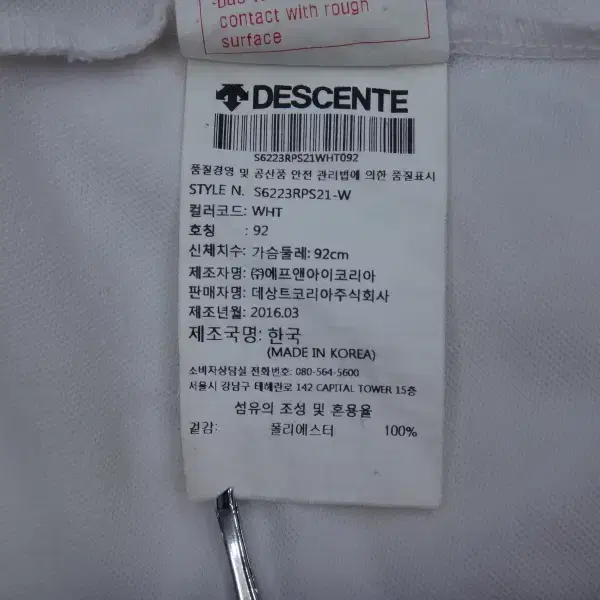 contact with rough
surface
DESCENTE
S6223RPS21WHT092
품질경영 및 공산품 안전 관리법에 의한 품질표시
STYLE N. S6223RPS21-W
컬러코드: WHT
호칭 : 92
신체치수: 가슴둘레: 92cm
제조자명: ㈜에프앤아이코리아
판매자명: 데상트코리아주식회사
제조년월: 2016.03
제조국명: 한국
(MADE IN KOREA)
소비자상담실 전화번호: 080-564-5600
서울시 강남구 테헤란로 142 CAPITAL TOWER 15층
섬유의 조성 및 혼용율
겉감: 폴리에스터 100%